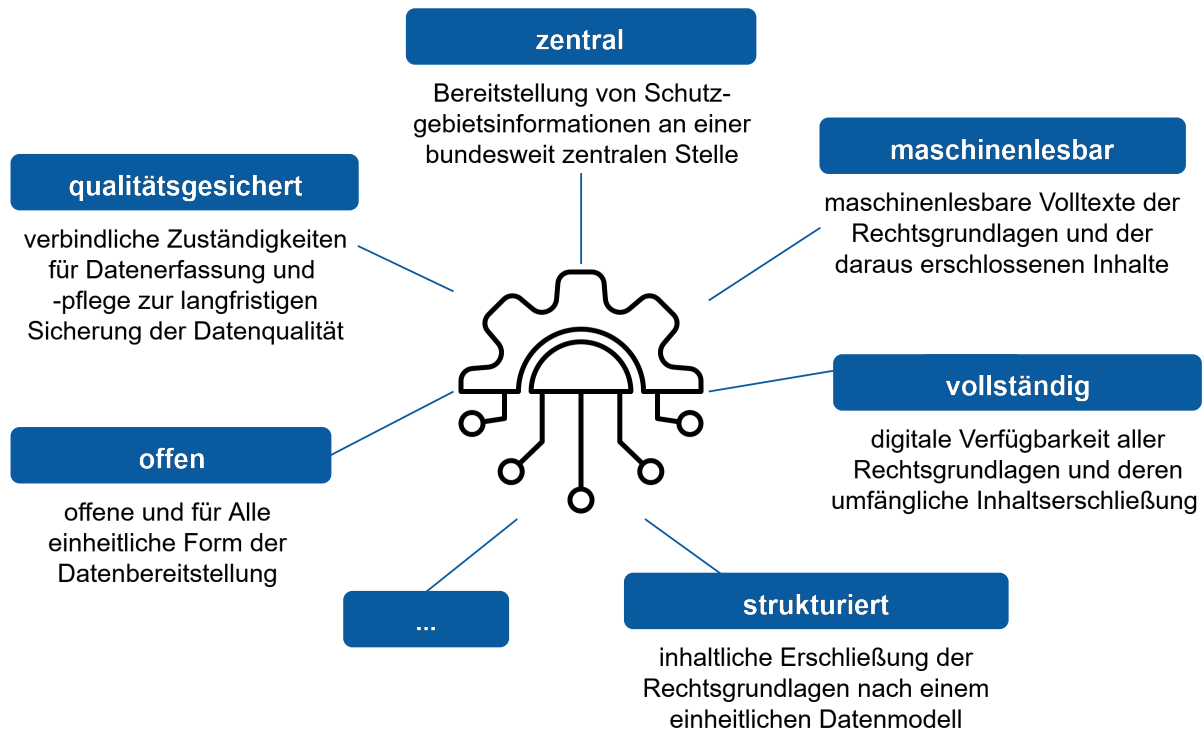 zentral
Bereitstellung von Schutz-
gebietsinformationen an einer
bundesweit zentralen Stelle
maschinenlesbar
maschinenlesbare Volltexte der
Rechtsgrundlagen und der
daraus erschlossenen Inhalte
vollständig
digitale Verfügbarkeit aller
Rechtsgrundlagen und deren
umfängliche Inhaltserschließung
strukturiert
inhaltliche Erschließung der
Rechtsgrundlagen nach einem
einheitlichen Datenmodell
...
offen
offene und für Alle
einheitliche Form der
Datenbereitstellung
qualitätsgesichert
verbindliche Zuständigkeiten
für Datenerfassung und
-pflege zur langfristigen
Sicherung der Datenqualität